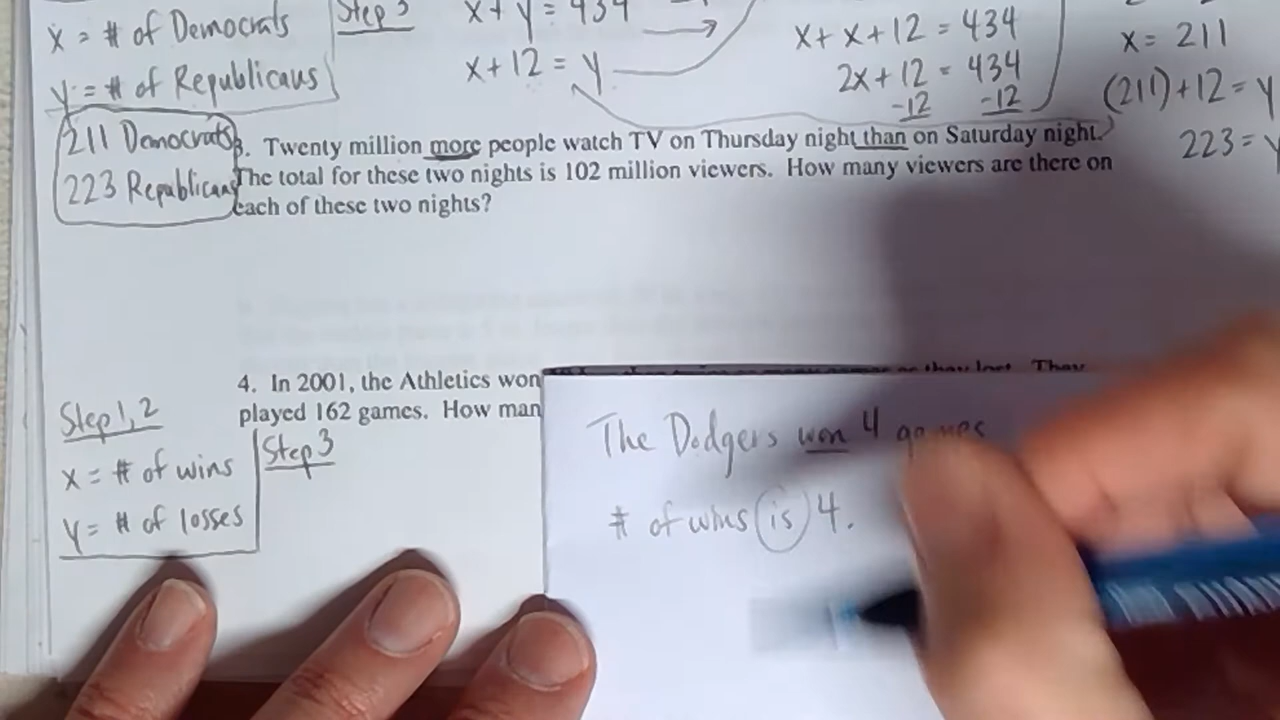 x = # of Democrats
y = # of Republicans
Step 3
x + y = 434
x + 12 = y
x + x + 12 = 434
2x + 12 = 434
-12 -12
x = 211
(211) + 12 = y
223 = y
211 Democrats
223 Republicans
3. Twenty million more people watch TV on Thursday night than on Saturday night.
The total for these two nights is 102 million viewers. How many viewers are there on
each of these two nights?
4. In 2001, the Athletics won as they lost. They
played 162 games. How man
Step 1, 2
x = # of wins
y = # of losses
Step 3
The Dodgers won 4 games
# of wins is 4.